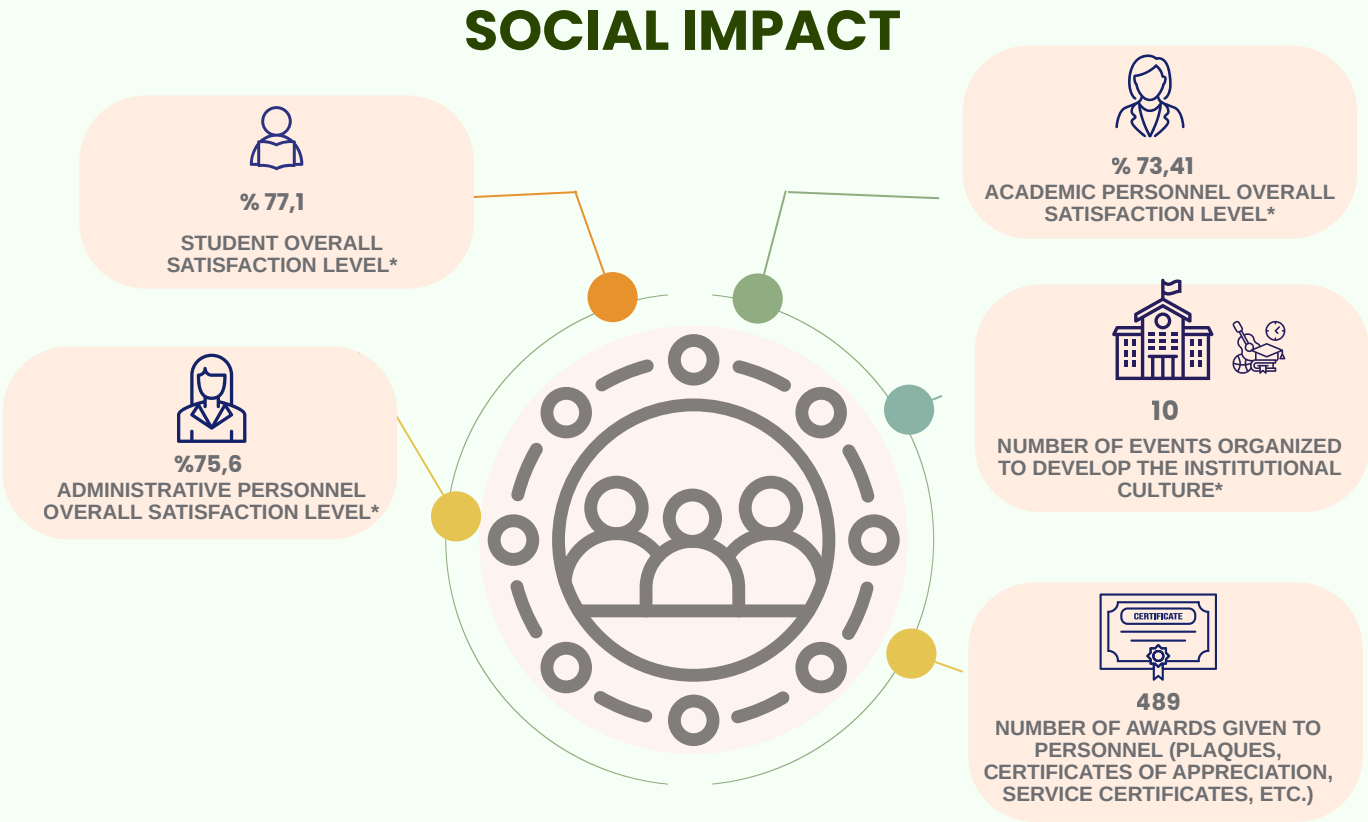 SOCIAL IMPACT
% 77,1
STUDENT OVERALL
SATISFACTION LEVEL*
%75,6
ADMINISTRATIVE PERSONNEL
OVERALL SATISFACTION LEVEL*
% 73,41
ACADEMIC PERSONNEL OVERALL
SATISFACTION LEVEL*
10
NUMBER OF EVENTS ORGANIZED
TO DEVELOP THE INSTITUTIONAL
CULTURE*
CERTIFICATE
489
NUMBER OF AWARDS GIVEN TO
PERSONNEL (PLAQUES,
CERTIFICATES OF APPRECIATION,
SERVICE CERTIFICATES, ETC.)